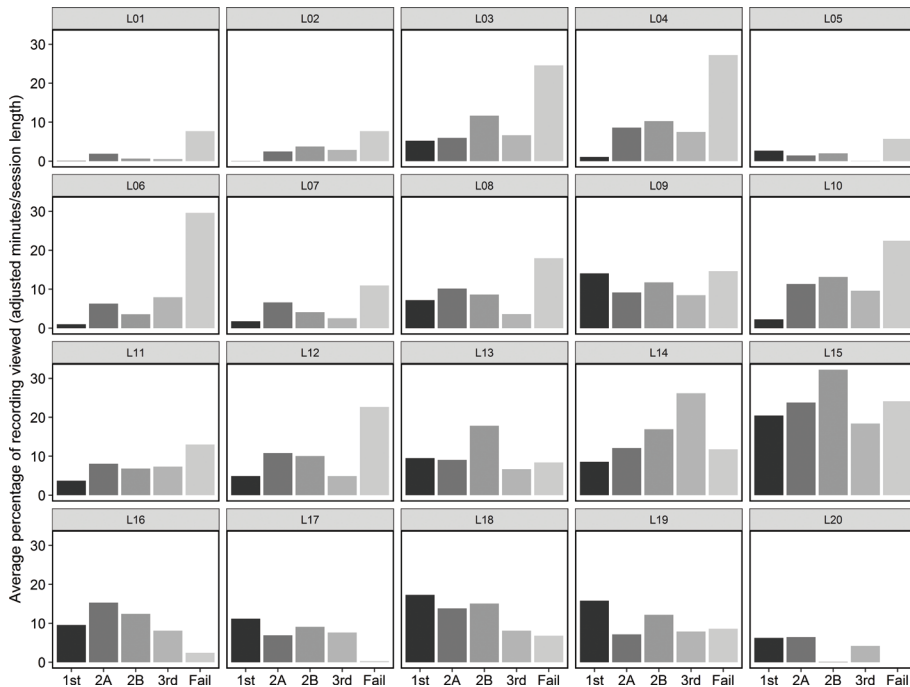 Average percentage of recording viewed (adjusted minutes/session length)
L01 L02 L03 L04 L05
30
20
10
0
L06 L07 L08 L09 L10
30
20
10
0
L11 L12 L13 L14 L15
30
20
10
0
L16 L17 L18 L19 L20
30
20
10
0
1st 2A 2B 3rd Fail 1st 2A 2B 3rd Fail 1st 2A 2B 3rd Fail 1st 2A 2B 3rd Fail 1st 2A 2B 3rd Fail